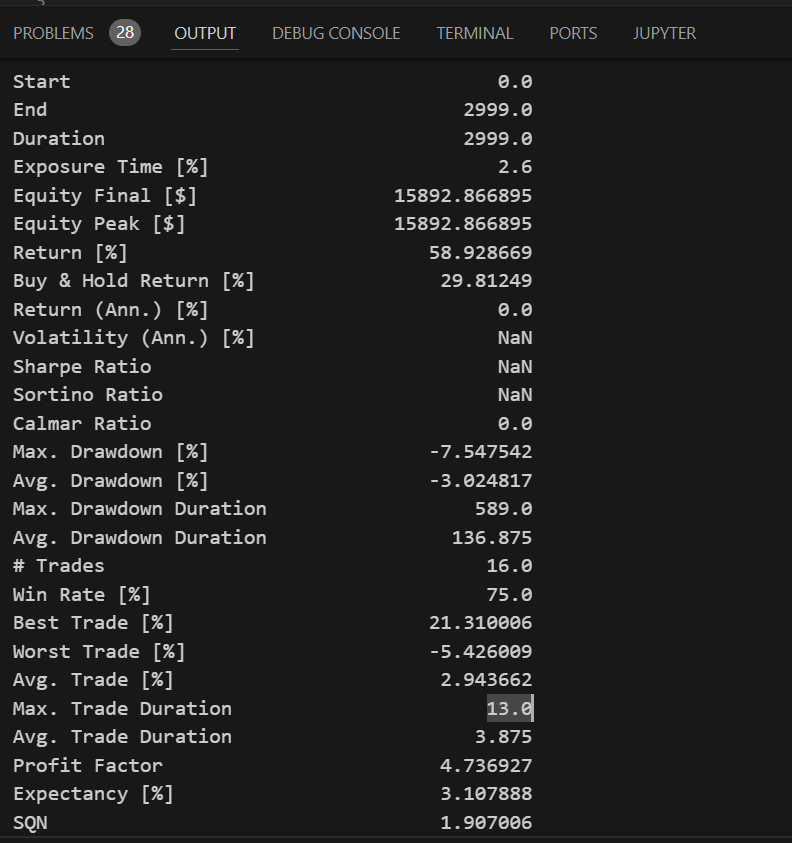 PROBLEMS 28 OUTPUT DEBUG CONSOLE TERMINAL PORTS JUPYTER
Start 0.0
End 2999.0
Duration 2999.0
Exposure Time [%] 2.6
Equity Final [$] 15892.866895
Equity Peak [$] 15892.866895
Return [%] 58.928669
Buy & Hold Return [%] 29.81249
Return (Ann.) [%] 0.0
Volatility (Ann.) [%] NaN
Sharpe Ratio NaN
Sortino Ratio NaN
Calmar Ratio 0.0
Max. Drawdown [%] -7.547542
Avg. Drawdown [%] -3.024817
Max. Drawdown Duration 589.0
Avg. Drawdown Duration 136.875
# Trades 16.0
Win Rate [%] 75.0
Best Trade [%] 21.310006
Worst Trade [%] -5.426009
Avg. Trade [%] 2.943662
Max. Trade Duration 13.0
Avg. Trade Duration 3.875
Profit Factor 4.736927
Expectancy [%] 3.107888
SQN 1.907006